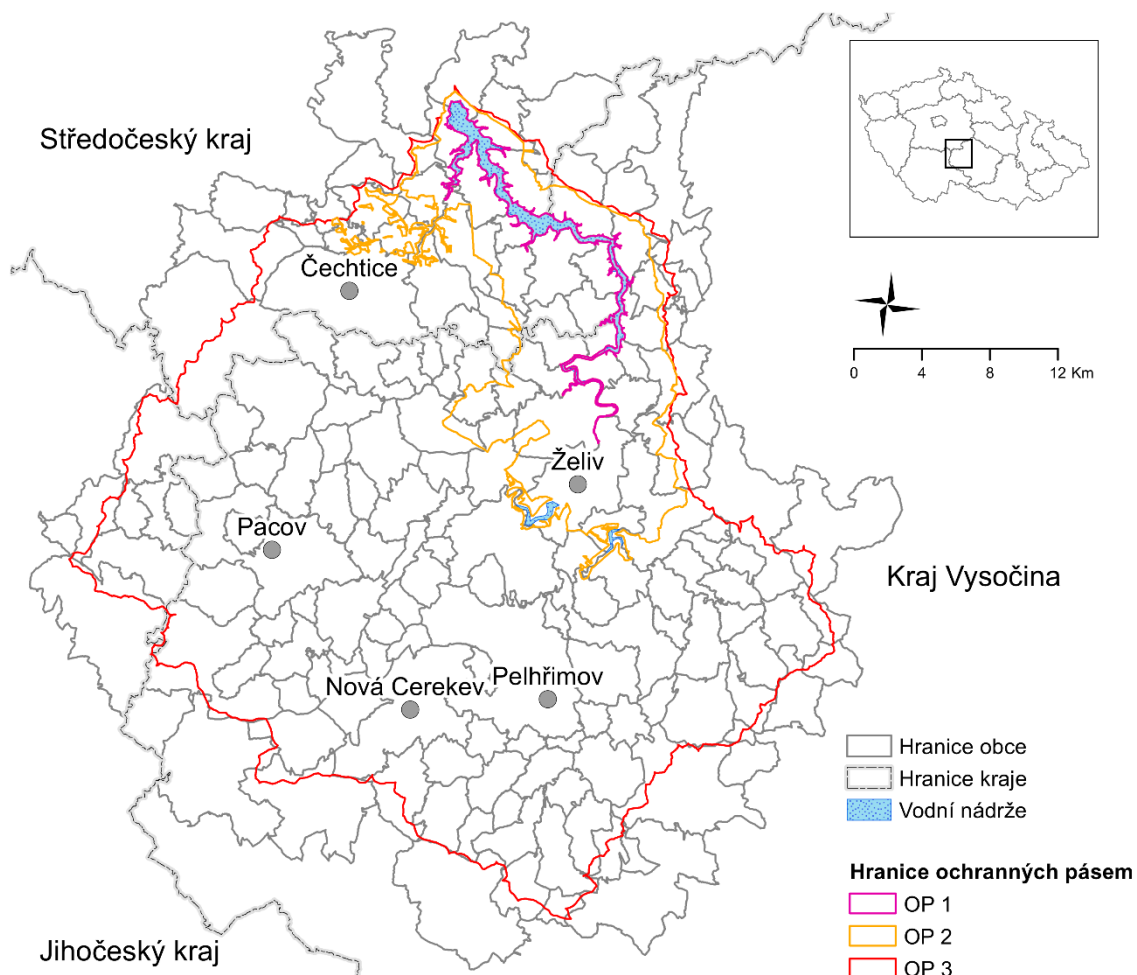 Středočeský kraj
Čechtice
0 4 8 12 Km
Želiv
Pacov
Kraj Vysočina
Nová Cerekev
Pelhřimov
Jihočeský kraj
Hranice obce
Hranice kraje
Vodní nádrže
Hranice ochranných pásem
OP 1
OP 2
OP 3